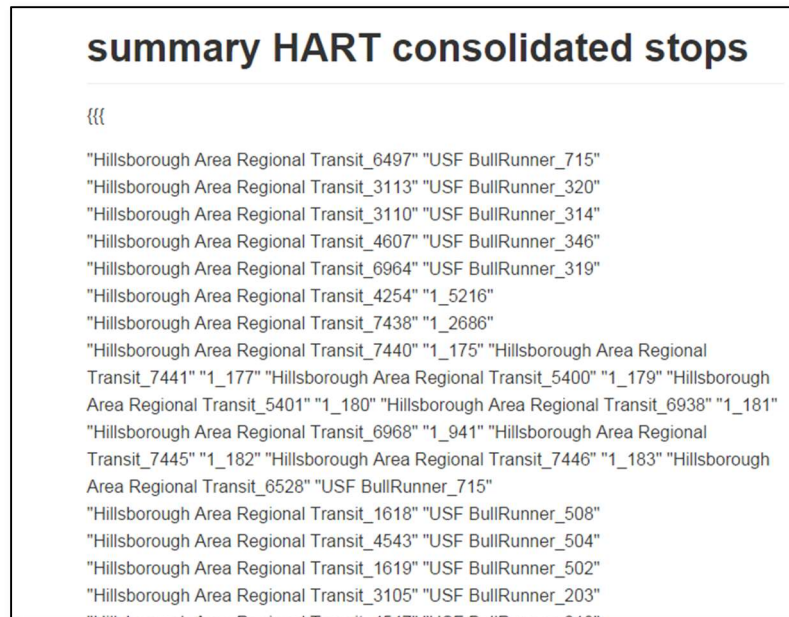 summary HART consolidated stops
{{{
"Hillsborough Area Regional Transit_6497" "USF BullRunner_715"
"Hillsborough Area Regional Transit_3113" "USF BullRunner_320"
"Hillsborough Area Regional Transit_3110" "USF BullRunner_314"
"Hillsborough Area Regional Transit_4607" "USF BullRunner_346"
"Hillsborough Area Regional Transit_6964" "USF BullRunner_319"
"Hillsborough Area Regional Transit_4254" "1_5216"
"Hillsborough Area Regional Transit_7438" "1_2686"
"Hillsborough Area Regional Transit_7440" "1_175" "Hillsborough Area Regional
Transit_7441" "1_177" "Hillsborough Area Regional Transit_5400" "1_179" "Hillsborough
Area Regional Transit_5401" "1_180" "Hillsborough Area Regional Transit_6938" "1_181"
"Hillsborough Area Regional Transit_6968" "1_941" "Hillsborough Area Regional
Transit_7445" "1_182" "Hillsborough Area Regional Transit_7446" "1_183" "Hillsborough
Area Regional Transit_6528" "USF BullRunner_715"
"Hillsborough Area Regional Transit_1618" "USF BullRunner_508"
"Hillsborough Area Regional Transit_4543" "USF BullRunner_504"
"Hillsborough Area Regional Transit_1619" "USF BullRunner_502"
"Hillsborough Area Regional Transit_3105" "USF BullRunner_203"